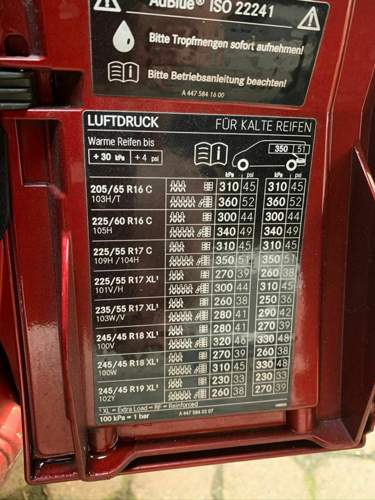 AdBlue® ISO 22241
Bitte Tropfmengen sofort aufnehmen!
Bitte Betriebsanleitung beachten!
A 447 584 16 00
LUFTDRUCK FÜR KALTE REIFEN
Warme Reifen bis
+ 30 kPa + 4 psi
350 51
kPa psi kPa psi
205/65 R16 C 310 45 310 45
103H/T 360 52 360 52
225/60 R16 C 300 44 300 44
105H 340 49 340 49
225/55 R17 C 310 45 310 45
109H /104H 350 51 350 51
225/55 R17 XL¹ 270 39 260 38
101V/H 300 44 310 45
235/55 R17 XL¹ 260 38 250 36
103W/V 280 41 290 42
245/45 R18 XL¹ 280 41 260 38
100V 320 46 330 48
245/45 R18 XL¹ 270 39 260 38
100W 310 45 330 48
245/45 R19 XL¹ 230 33 230 33
102Y 260 38 270 39
¹ XL = Extra Load = RF = Reinforced
100 kPa = 1 bar
A 447 584 03 07